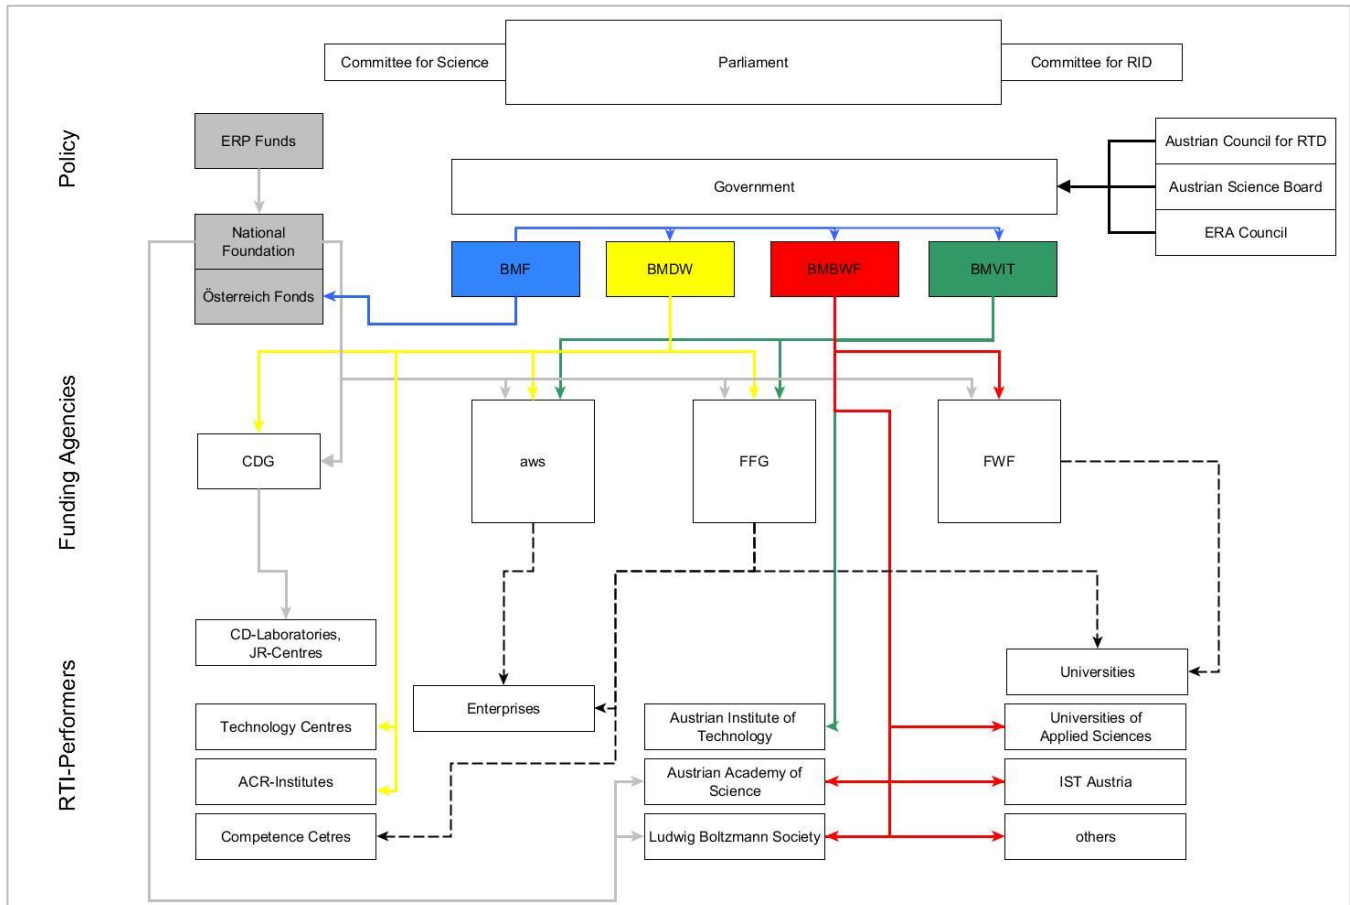 Committee for Science
Parliament
Committee for RID
Policy
ERP Funds
Austrian Council for RTD
Government
Austrian Science Board
National
Foundation
ERA Council
BMF
BMDW
BMBWF
BMVIT
Österreich Fonds
Funding Agencies
CDG
aws
FFG
FWF
RTI-Performers
CD-Laboratories,
JR-Centres
Universities
Enterprises
Technology Centres
Austrian Institute of
Technology
Universities of
Applied Sciences
ACR-Institutes
Austrian Academy of
Science
IST Austria
Competence Cetres
Ludwig Boltzmann Society
others